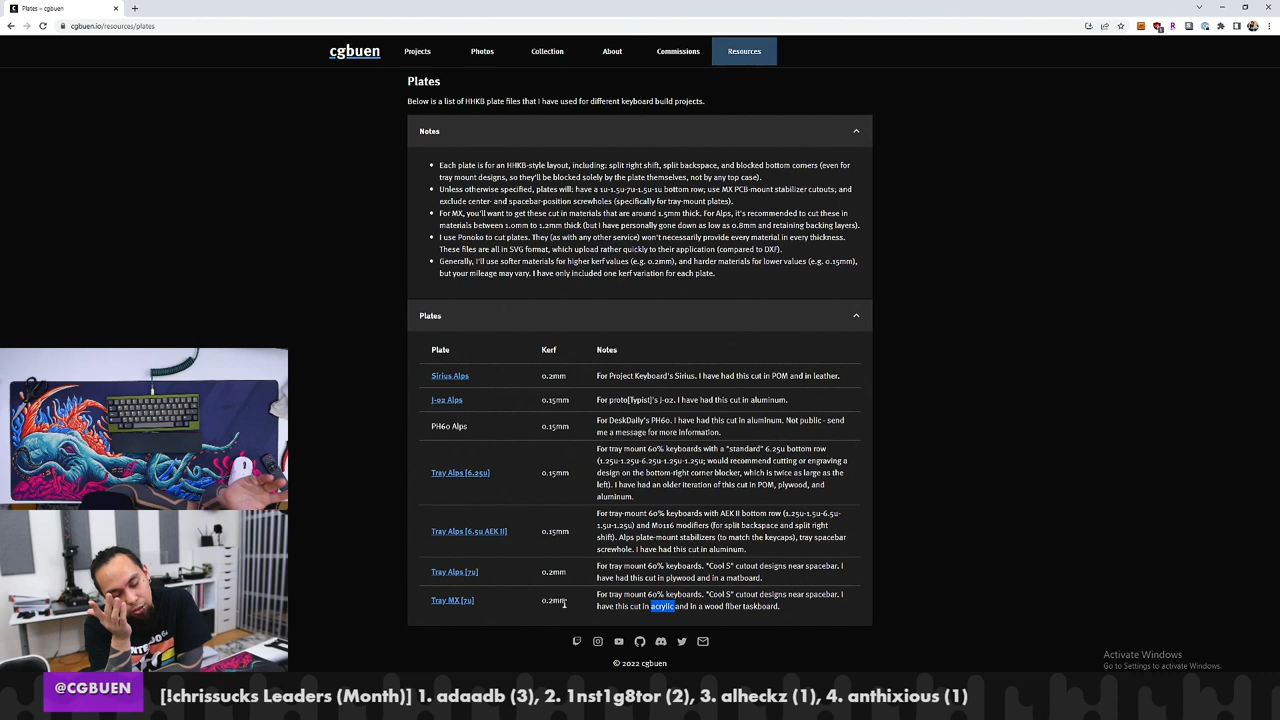 Plates – cgbuen
cgbuen.io/resources/plates
cgbuen
Projects
Photos
Collection
About
Commissions
Resources
Plates
Below is a list of HHKB plate files that I have used for different keyboard build projects.
Notes
• Each plate is for an HHKB-style layout, including: split right shift, split backspace, and blocked bottom corners (even for
tray mount designs, so they'll be blocked solely by the plate themselves, not by any top case).
• Unless otherwise specified, plates will: have a 1u-1.5u-7u-1.5u-1u bottom row; use MX PCB-mount stabilizer cutouts; and
exclude center- and spacebar-position screwholes (specifically for tray-mount plates).
• For MX, you'll want to get these cut in materials that are around 1.5mm thick. For Alps, it's recommended to cut these in
materials between 1.0mm to 1.2mm thick (but I have personally gone down as low as 0.8mm and retaining backing layers).
• I use Ponoko to cut plates. They (as with any other service) won't necessarily provide every material in every thickness.
These files are all in SVG format, which upload rather quickly to their application (compared to DXF).
• Generally, I'll use softer materials for higher kerf values (e.g. 0.2mm), and harder materials for lower values (e.g. 0.15mm),
but your mileage may vary. I have only included one kerf variation for each plate.
Plates
Plate Kerf Notes
Sirius Alps 0.2mm For Project Keyboard's Sirius. I have had this cut in POM and in leather.
J-02 Alps 0.15mm For proto[Typist]'s J-02. I have had this cut in aluminum.
PH60 Alps 0.15mm For DeskDaily's PH60. I have had this cut in aluminum. Not public - send
me a message for more information.
Tray Alps [6.25u] 0.15mm For tray mount 60% keyboards with a "standard" 6.25u bottom row
(1.25u-1.25u-6.25u-1.25u-1.25u; would recommend cutting or engraving a
design on the bottom-right corner blocker, which is twice as large as the
left). I have had an older iteration of this cut in POM, plywood, and
aluminum.
Tray Alps [6.5u AEK II] 0.15mm For tray-mount 60% keyboards with AEK II bottom row (1.25u-1.5u-6.5u-
1.5u-1.25u) and M0116 modifiers (for split backspace and split right
shift). Alps plate-mount stabilizers (to match the keycaps), tray spacebar
screwhole. I have had this cut in aluminum.
Tray Alps [7u] 0.2mm For tray mount 60% keyboards. "Cool S" cutout designs near spacebar. I
have had this cut in plywood and in a matboard.
Tray MX [7u] 0.2mm For tray mount 60% keyboards. "Cool S" cutout designs near spacebar. I
have this cut in acrylic and in a wood fiber taskboard.
© 2022 cgbuen
Activate Windows
Go to Settings to activate Windows.
@CGBUEN
[!chrissucks Leaders (Month)] 1. adaadb (3), 2. 1nst1g8tor (2), 3. alheckz (1), 4. anthixious (1)